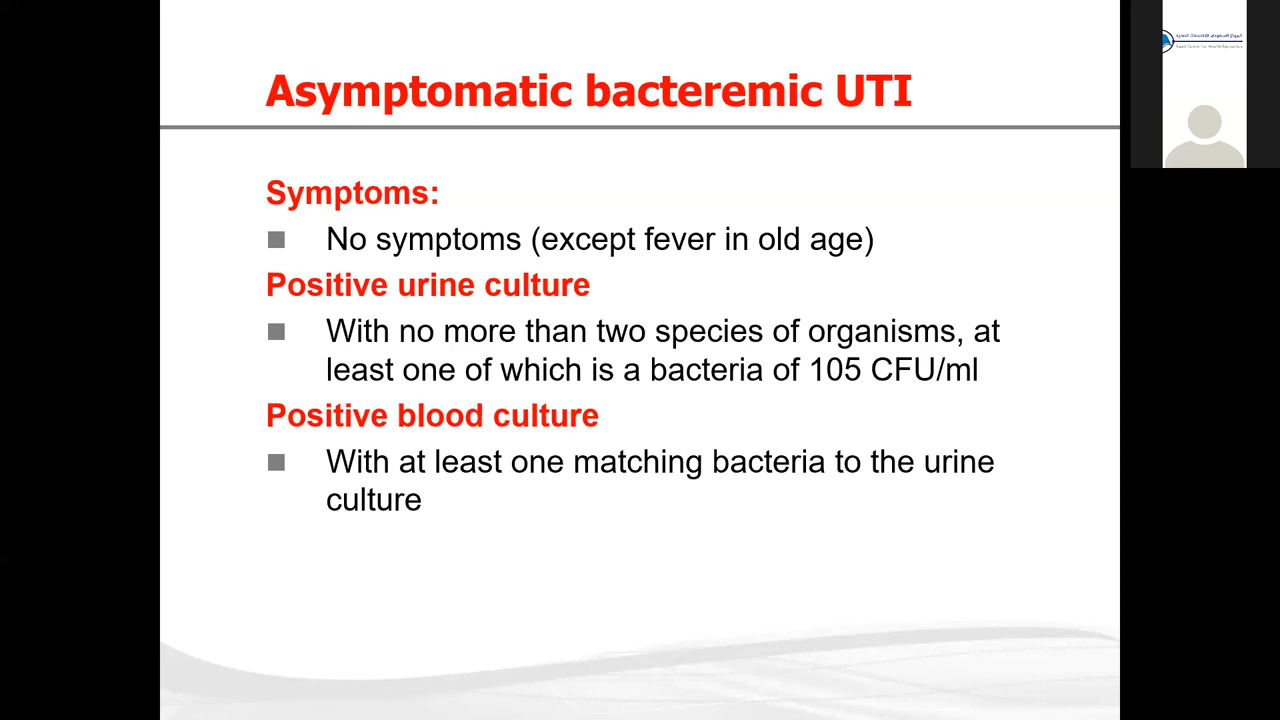 Asymptomatic bacteremic UTI
Symptoms:
No symptoms (except fever in old age)
Positive urine culture
With no more than two species of organisms, at
least one of which is a bacteria of 105 CFU/ml
Positive blood culture
With at least one matching bacteria to the urine
culture